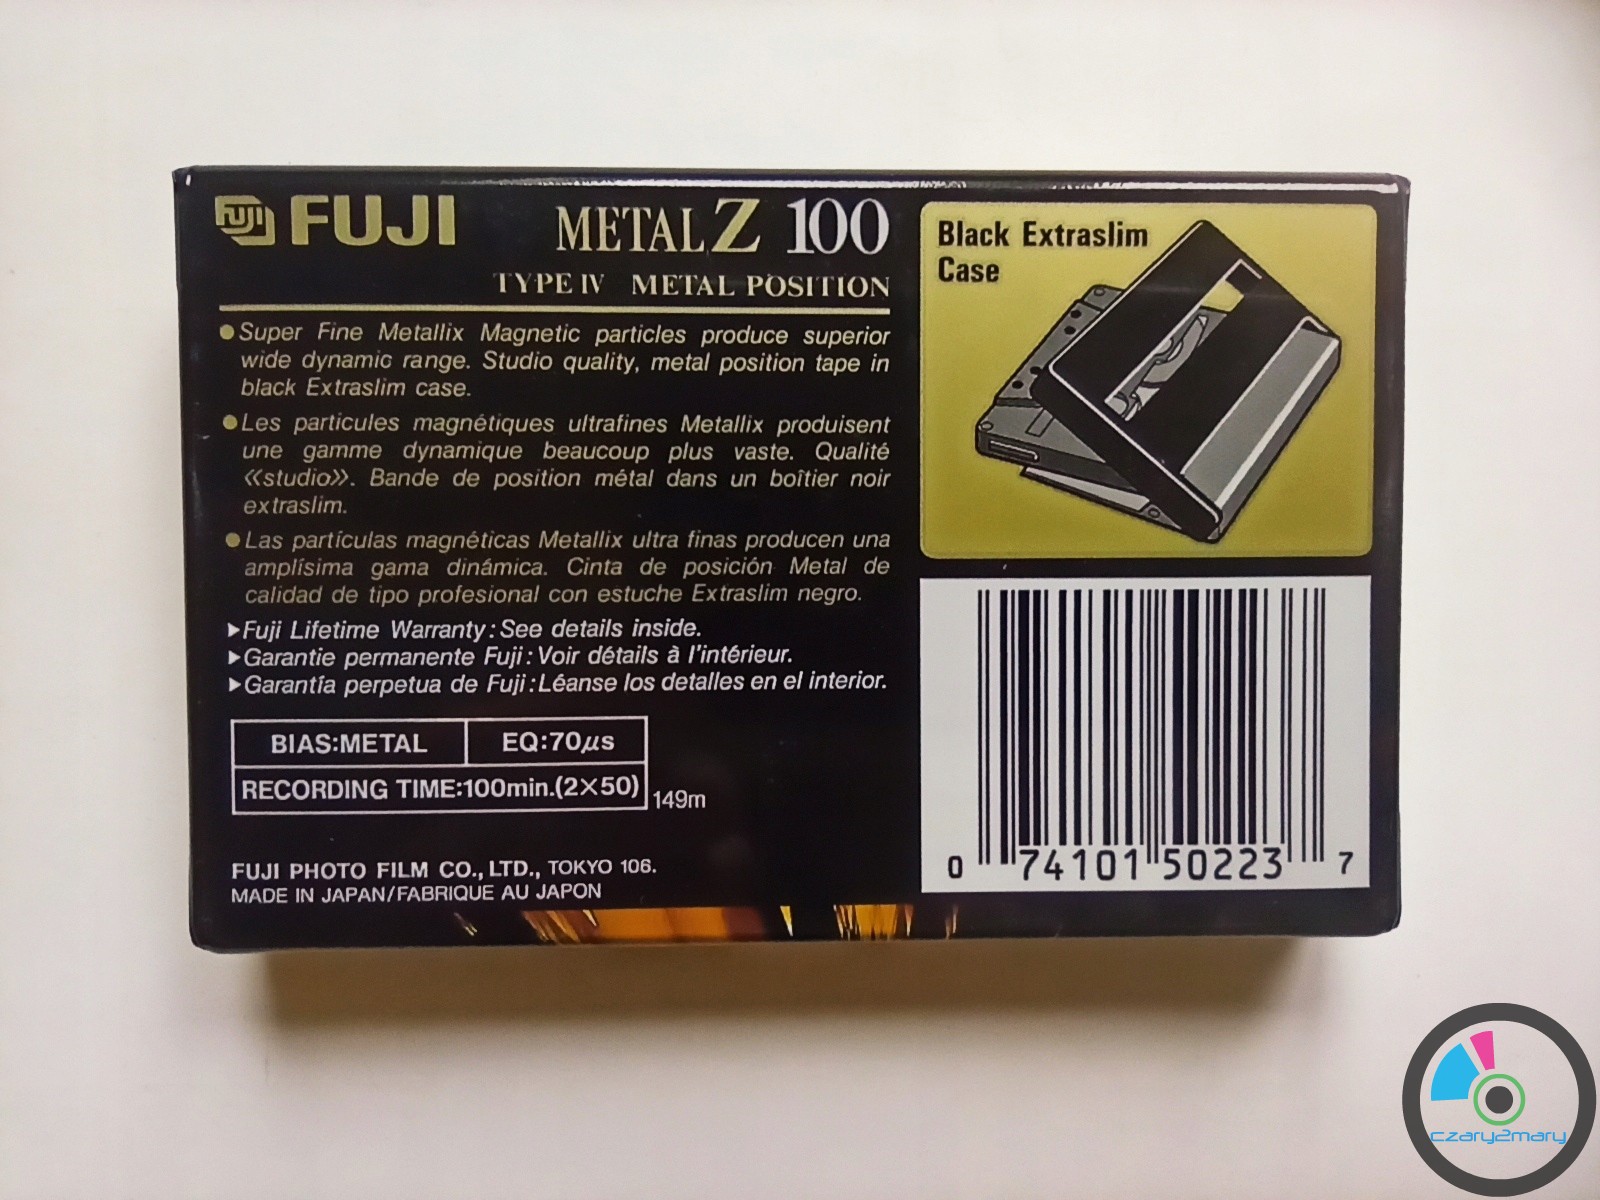 FUJI FUJI
METAL Z 100
TYPE IV METAL POSITION
●Super Fine Metallix Magnetic particles produce superior
wide dynamic range. Studio quality, metal position tape in
black Extraslim case.
●Les particules magnétiques ultrafines Metallix produisent
une gamme dynamique beaucoup plus vaste. Qualité
《studio》. Bande de position métal dans un boîtier noir
extraslim.
●Las partículas magnéticas Metallix ultra finas producen una
amplísima gama dinámica. Cinta de posición Metal de
calidad de tipo profesional con estuche Extraslim negro.
▶Fuji Lifetime Warranty:See details inside.
▶Garantie permanente Fuji:Voir détails à l'intérieur.
▶Garantía perpetua de Fuji:Léanse los detalles en el interior.
BIAS:METAL EQ:70μs
RECORDING TIME:100min.(2×50) 149m
FUJI PHOTO FILM CO., LTD., TOKYO 106.
MADE IN JAPAN/FABRIQUE AU JAPON
Black Extraslim
Case
0 74101 50223 7
czary2mary